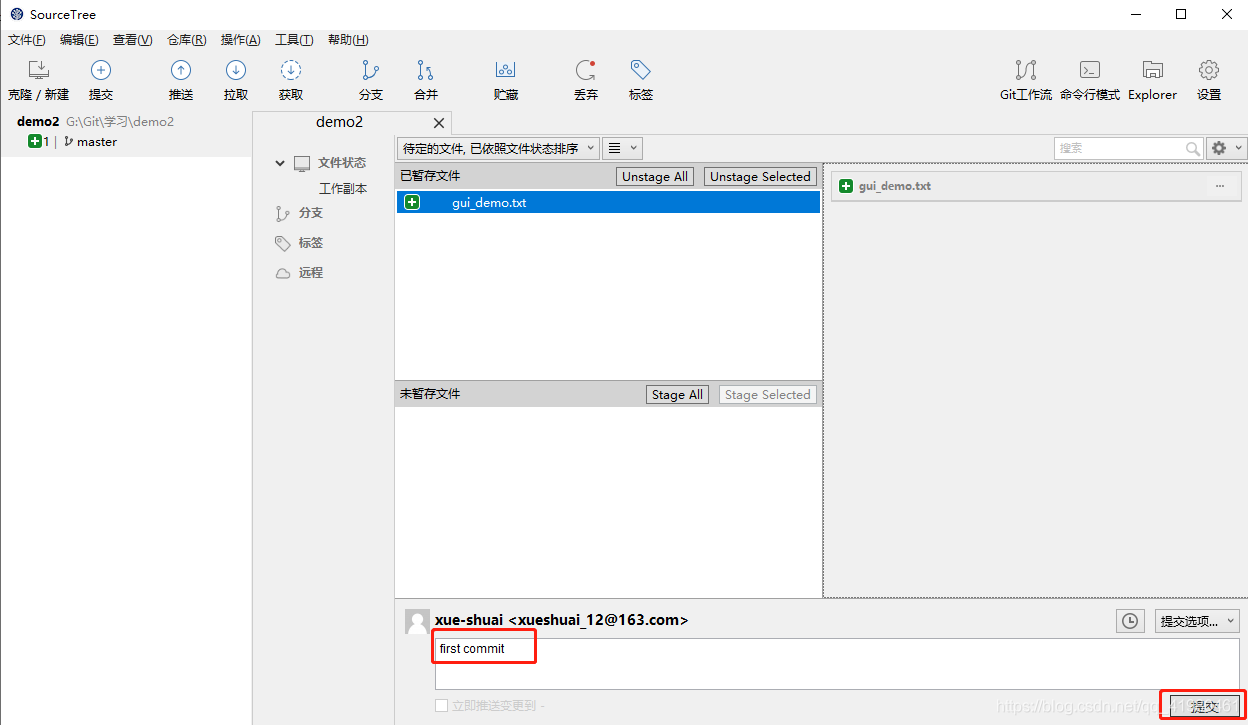 SourceTree
文件(F) 编辑(E) 查看(V) 仓库(R) 操作(A) 工具(T) 帮助(H)
克隆 / 新建 提交 推送 拉取 获取 分支 合并 贮藏 丢弃 标签 Git工作流 命令行模式 Explorer 设置
demo2 G:\Git\学习\demo2
1 master
demo2
文件状态
工作副本
分支
标签
远程
待定的文件, 已依照文件状态排序
搜索
已暂存文件 Unstage All Unstage Selected
gui_demo.txt
gui_demo.txt ...
未暂存文件 Stage All Stage Selected
xue-shuai <xueshuai_12@163.com>
提交选项...
first commit
立即推送变更到 -
提交
https://blog.csdn.net/